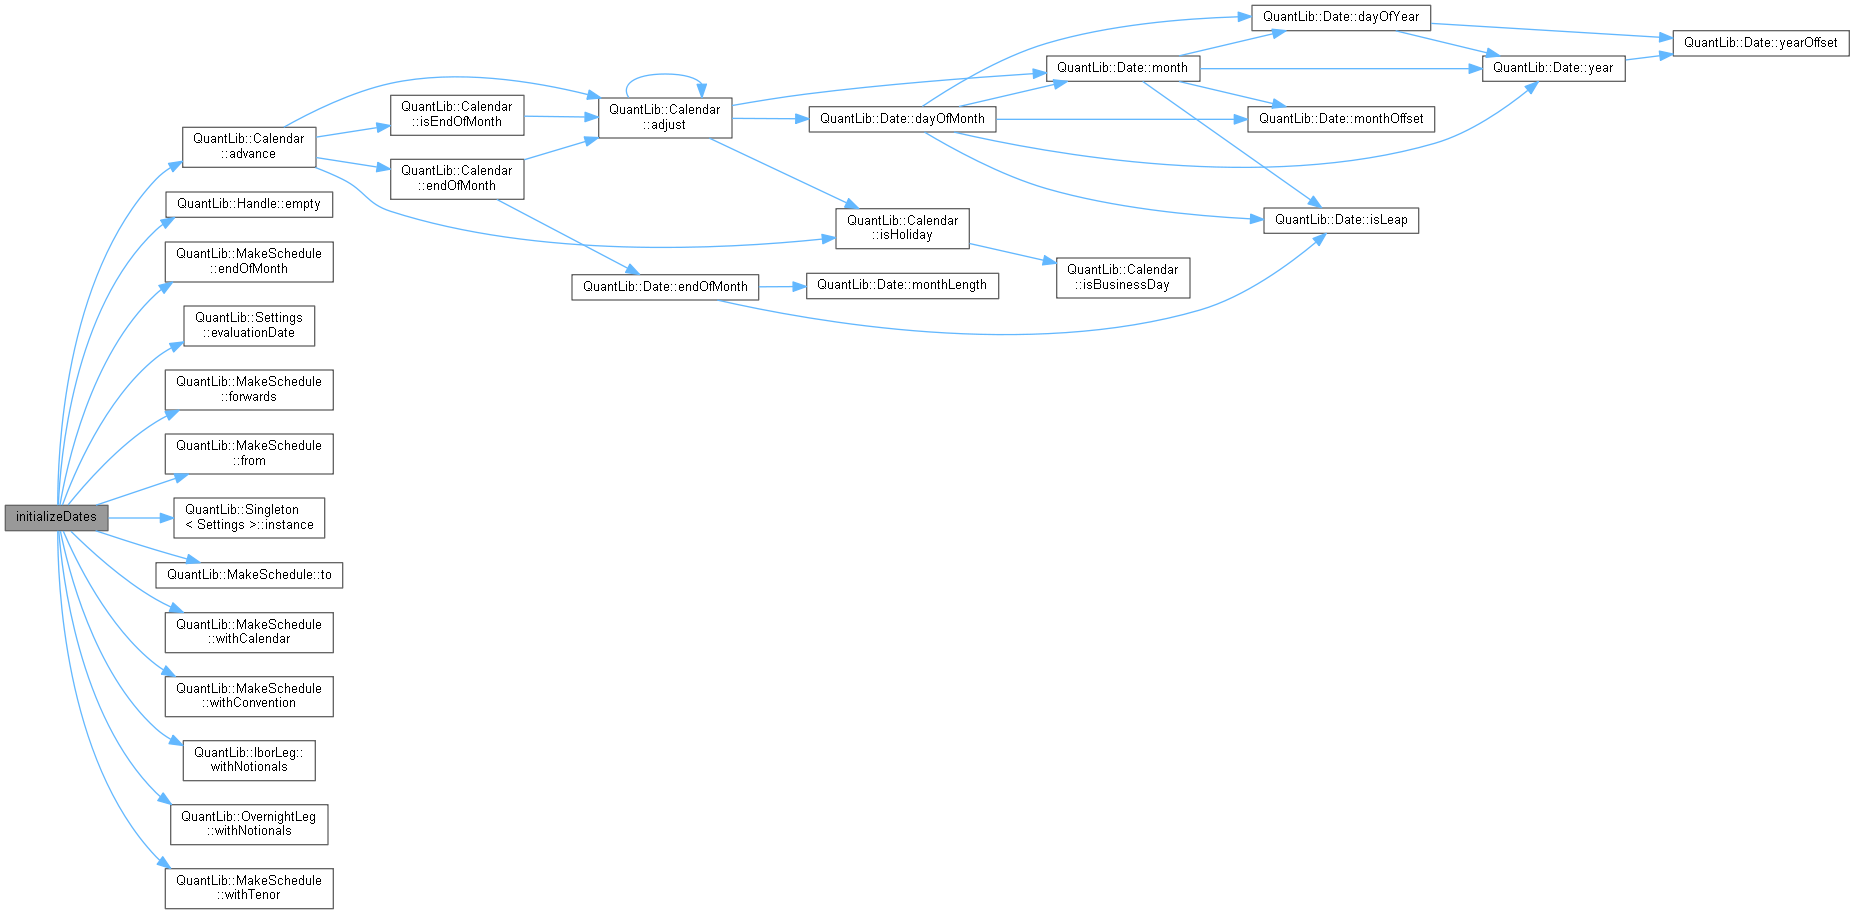 QuantLib::Date::dayOfYear
QuantLib::Date::yearOffset
QuantLib::Date::month
QuantLib::Date::year
QuantLib::Calendar
::isEndOfMonth
QuantLib::Calendar
::adjust
QuantLib::Date::dayOfMonth
QuantLib::Date::monthOffset
QuantLib::Calendar
::advance
QuantLib::Calendar
::endOfMonth
QuantLib::Handle::empty
QuantLib::Calendar
::isHoliday
QuantLib::Date::isLeap
QuantLib::MakeSchedule
::endOfMonth
QuantLib::Date::endOfMonth
QuantLib::Date::monthLength
QuantLib::Calendar
::isBusinessDay
QuantLib::Settings
::evaluationDate
QuantLib::MakeSchedule
::forwards
QuantLib::MakeSchedule
::from
initializeDates
QuantLib::Singleton
< Settings >::instance
QuantLib::MakeSchedule::to
QuantLib::MakeSchedule
::withCalendar
QuantLib::MakeSchedule
::withConvention
QuantLib::IborLeg::
withNotionals
QuantLib::OvernightLeg
::withNotionals
QuantLib::MakeSchedule
::withTenor